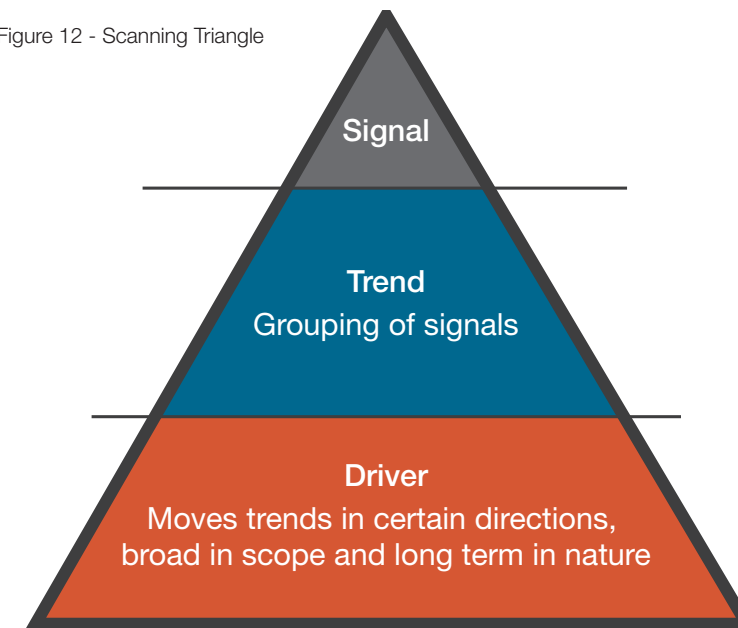 Figure 12 - Scanning Triangle
Signal
Trend
Grouping of signals
Driver
Moves trends in certain directions,
broad in scope and long term in nature